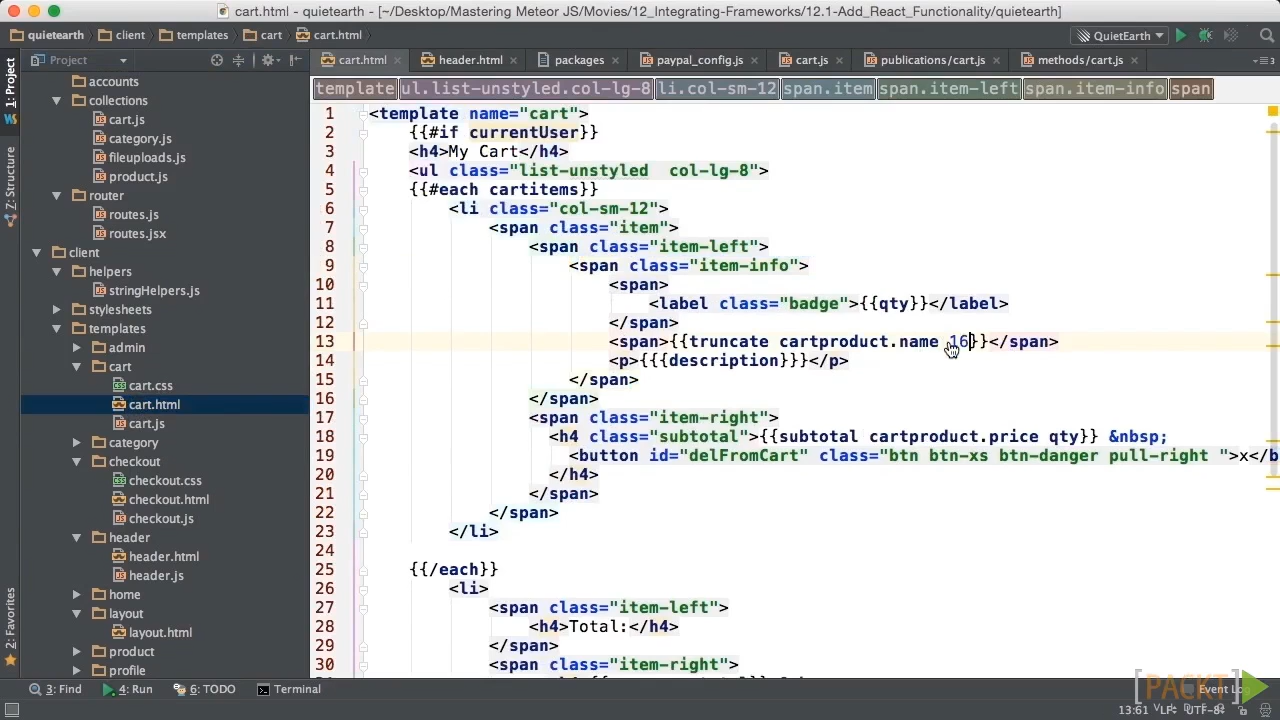 cart.html - quietearth - [~/Desktop/Mastering Meteor JS/Movies/12_Integrating-Frameworks/12.1-Add_React_Functionality/quietearth]
quietearth client templates cart cart.html QuietEarth
1: Project
Z: Structure
2: Favorites
Project
accounts
collections
cart.js
category.js
fileuploads.js
product.js
router
routes.js
routes.jsx
client
helpers
stringHelpers.js
stylesheets
templates
admin
cart
cart.css
cart.html
cart.js
category
checkout
checkout.css
checkout.html
checkout.js
header
header.html
header.js
home
layout
layout.html
product
profile
cart.html header.html packages paypal_config.js cart.js publications/cart.js methods/cart.js
template ul.list-unstyled.col-lg-8 li.col-sm-12 span.item span.item-left span.item-info span
1 <template name="cart">
2 {{#if currentUser}}
3 <h4>My Cart</h4>
4 <ul class="list-unstyled  col-lg-8">
5 {{#each cartitems}}
6 <li class="col-sm-12">
7 <span class="item">
8 <span class="item-left">
9 <span class="item-info">
10 <span>
11 <label class="badge">{{qty}}</label>
12 </span>
13 <span>{{truncate cartproduct.name 16}}</span>
14 <p>{{{description}}}</p>
15 </span>
16 </span>
17 <span class="item-right">
18 <h4 class="subtotal">{{subtotal cartproduct.price qty}} &nbsp;
19 <button id="delFromCart" class="btn btn-xs btn-danger pull-right ">x</b
20 </h4>
21 </span>
22 </span>
23 </li>
24
25 {{/each}}
26 <li>
27 <span class="item-left">
28 <h4>Total:</h4>
29 </span>
30 <span class="item-right">
3: Find 4: Run 6: TODO Terminal Event Log
[PACKT]
13:61 LF UTF-8